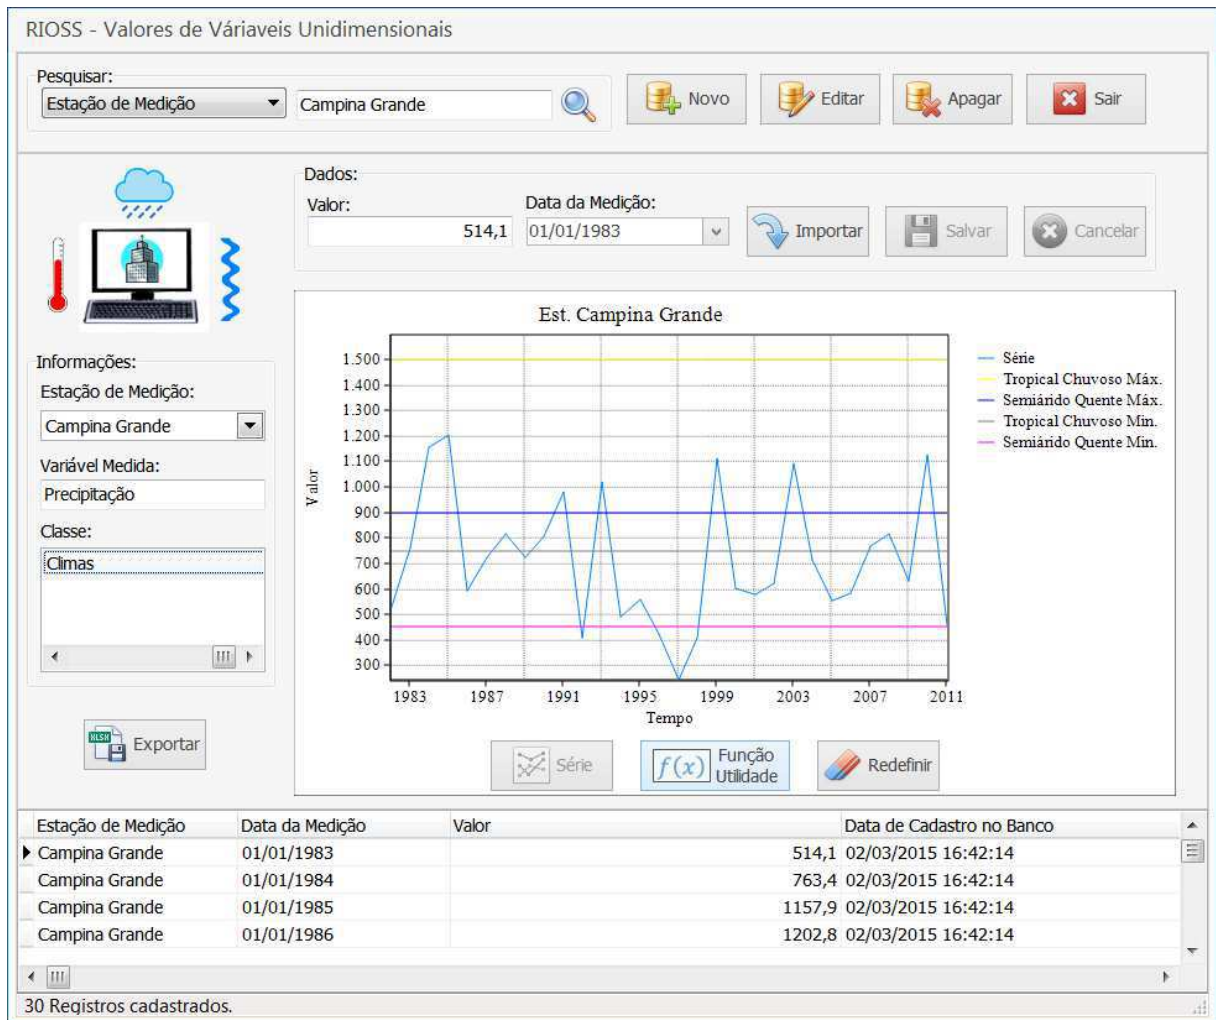 RIOSS - Valores de Váriaveis Unidimensionais
Pesquisar:
Estação de Medição
Campina Grande
Novo
Editar
Apagar
Sair
Dados:
Valor:
Data da Medição:
514,1
01/01/1983
Importar
Salvar
Cancelar
Informações:
Estação de Medição:
Campina Grande
Variável Medida:
Precipitação
Classe:
Climas
XLSX
Exportar
Est. Campina Grande
1.500
1.400
1.300
1.200
1.100
1.000
900
800
700
600
500
400
300
Valor
1983 1987 1991 1995 1999 2003 2007 2011
Tempo
Série
Tropical Chuvoso Máx.
Semiárido Quente Máx.
Tropical Chuvoso Min.
Semiárido Quente Min.
Série
f(x)
Função
Utilidade
Redefinir
Estação de Medição Data da Medição Valor Data de Cadastro no Banco
Campina Grande 01/01/1983 514,1 02/03/2015 16:42:14
Campina Grande 01/01/1984 763,4 02/03/2015 16:42:14
Campina Grande 01/01/1985 1157,9 02/03/2015 16:42:14
Campina Grande 01/01/1986 1202,8 02/03/2015 16:42:14
30 Registros cadastrados.